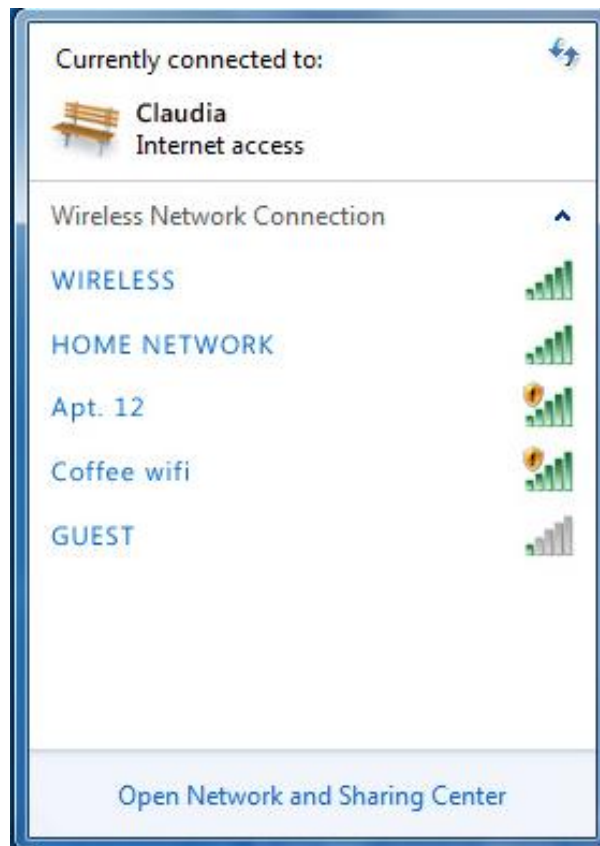 Currently connected to:
Claudia
Internet access
Wireless Network Connection
WIRELESS
HOME NETWORK
Apt. 12
Coffee wifi
GUEST
Open Network and Sharing Center